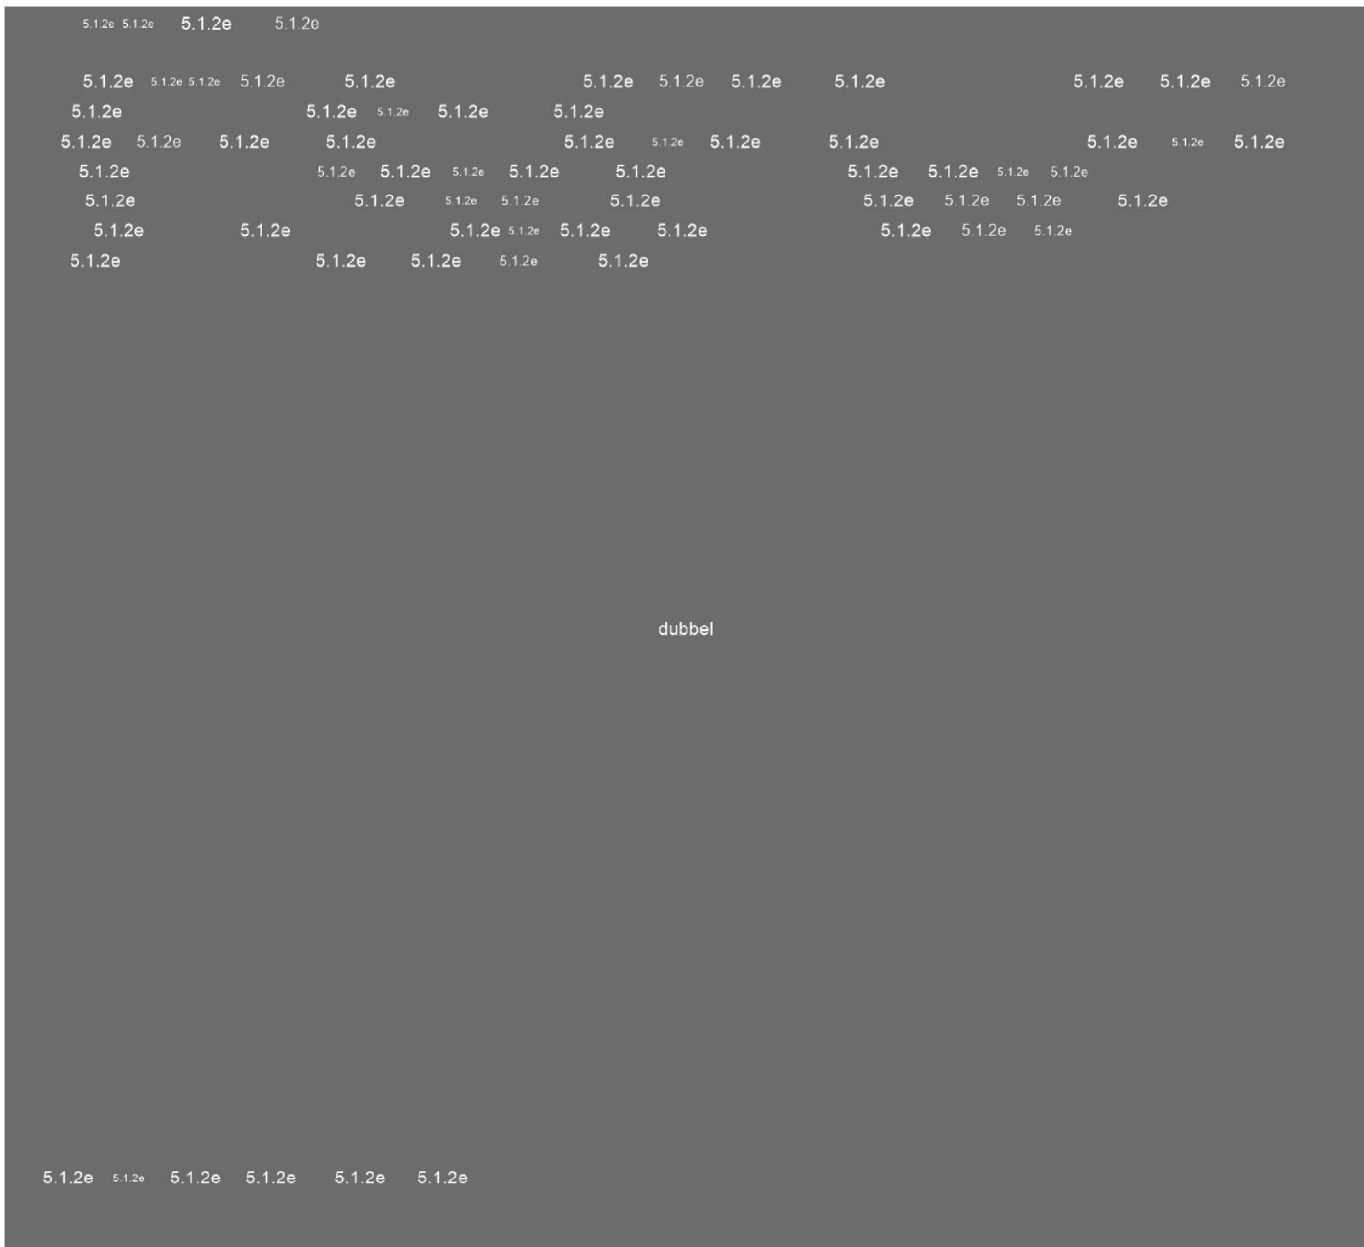 5.1.2e 5.1.2e 5.1.2e 5.1.2e
5.1.2e 5.1.2e 5.1.2e 5.1.2e 5.1.2e 5.1.2e 5.1.2e 5.1.2e 5.1.2e 5.1.2e 5.1.2e 5.1.2e
5.1.2e 5.1.2e 5.1.2e 5.1.2e 5.1.2e
5.1.2e 5.1.2e 5.1.2e 5.1.2e 5.1.2e 5.1.2e 5.1.2e 5.1.2e 5.1.2e 5.1.2e 5.1.2e
5.1.2e 5.1.2e 5.1.2e 5.1.2e 5.1.2e 5.1.2e 5.1.2e 5.1.2e 5.1.2e 5.1.2e
5.1.2e 5.1.2e 5.1.2e 5.1.2e 5.1.2e 5.1.2e 5.1.2e 5.1.2e 5.1.2e
5.1.2e 5.1.2e 5.1.2e 5.1.2e 5.1.2e 5.1.2e 5.1.2e 5.1.2e 5.1.2e
5.1.2e 5.1.2e 5.1.2e 5.1.2e 5.1.2e
dubbel
5.1.2e 5.1.2e 5.1.2e 5.1.2e 5.1.2e 5.1.2e